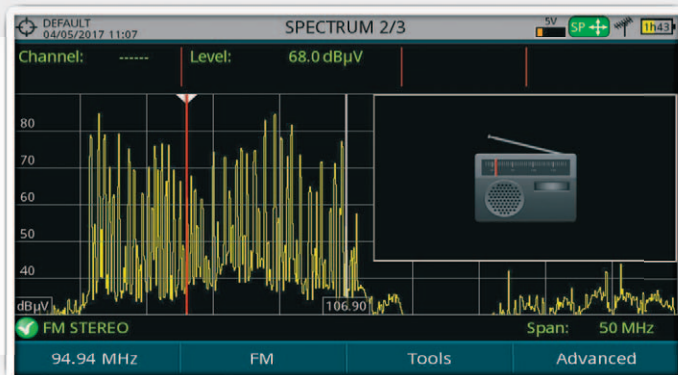 DEFAULT
04/05/2017 11:07
SPECTRUM 2/3
5V
SP
1h43
Channel: ------ Level: 68.0 dBµV
80
70
60
50
40
dBµV
106.90
FM STEREO
Span: 50 MHz
94.94 MHz FM Tools Advanced